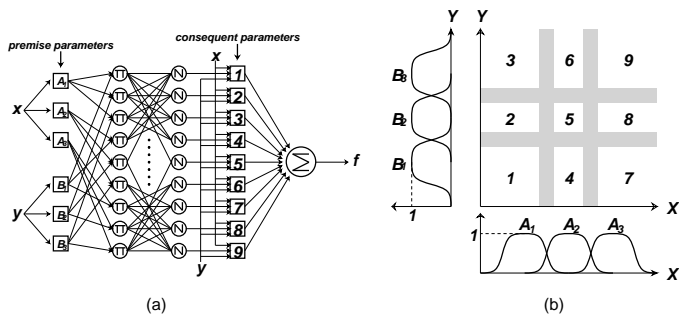 premise parameters
consequent parameters
x
y
A1
A2
A3
B1
B2
B3
Π
Π
Π
Π
Π
Π
Π
Π
Π
N
N
N
N
N
N
N
N
N
x
1
2
3
4
5
6
7
8
9
y
Σ
f
(a)
Y
B3
B2
B1
1
Y
3 6 9
2 5 8
1 4 7
X
1
A1 A2 A3
X
(b)